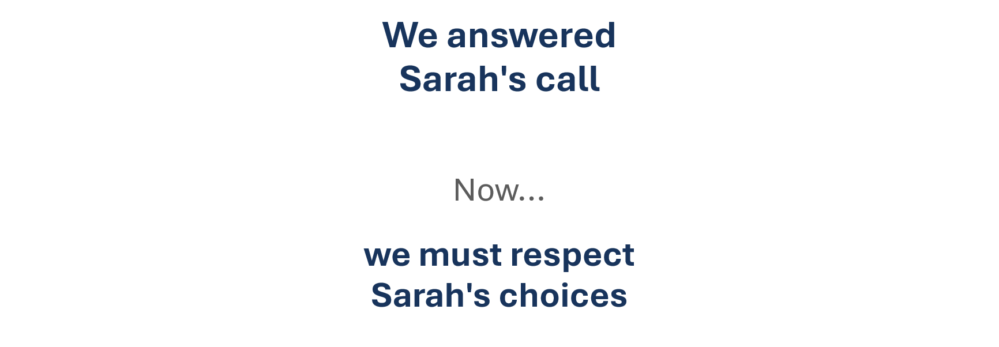 We answered
Sarah's call
Now...
we must respect
Sarah's choices